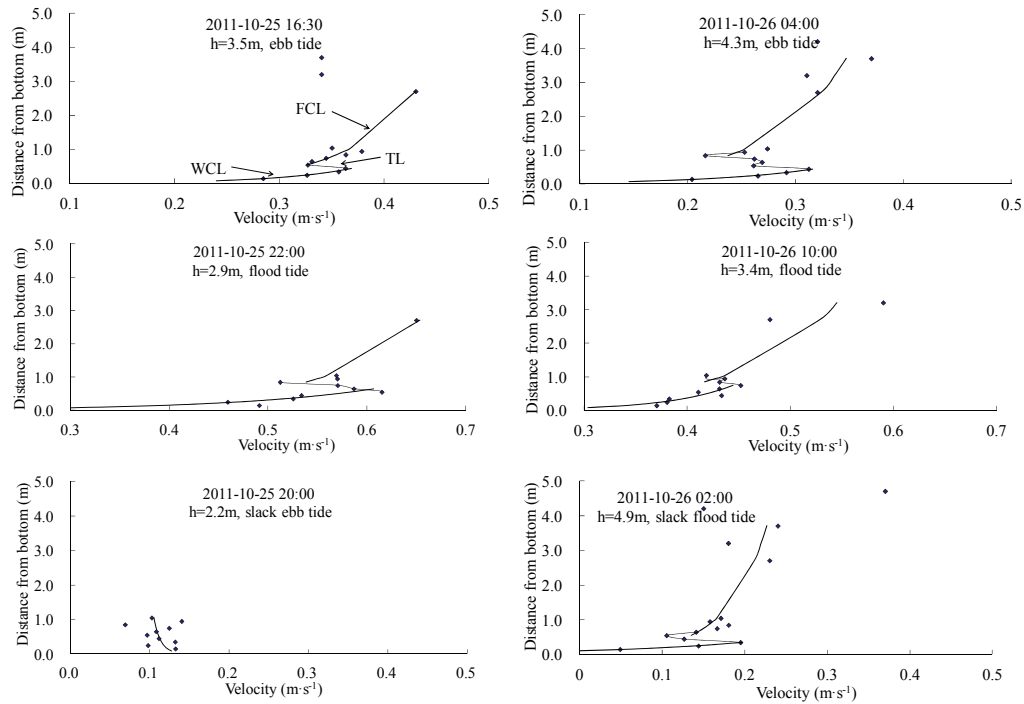 2011-10-25 16:30
h=3.5m, ebb tide
Distance from bottom (m)
5.0
4.0
3.0
2.0
1.0
0.0
FCL
TL
WCL
0.1 0.2 0.3 0.4 0.5
Velocity (m·s-1)
2011-10-26 04:00
h=4.3m, ebb tide
Distance from bottom (m)
5.0
4.0
3.0
2.0
1.0
0.0
0.1 0.2 0.3 0.4 0.5
Velocity (m·s-1)
2011-10-25 22:00
h=2.9m, flood tide
Distance from bottom (m)
5.0
4.0
3.0
2.0
1.0
0.0
0.3 0.4 0.5 0.6 0.7
Velocity (m·s-1)
2011-10-26 10:00
h=3.4m, flood tide
Distance from bottom (m)
5.0
4.0
3.0
2.0
1.0
0.0
0.3 0.4 0.5 0.6 0.7
Velocity (m·s-1)
2011-10-25 20:00
h=2.2m, slack ebb tide
Distance from bottom (m)
5.0
4.0
3.0
2.0
1.0
0.0
0.0 0.1 0.2 0.3 0.4 0.5
Velocity (m·s-1)
2011-10-26 02:00
h=4.9m, slack flood tide
Distance from bottom (m)
5.0
4.0
3.0
2.0
1.0
0.0
0 0.1 0.2 0.3 0.4 0.5
Velocity (m·s-1)